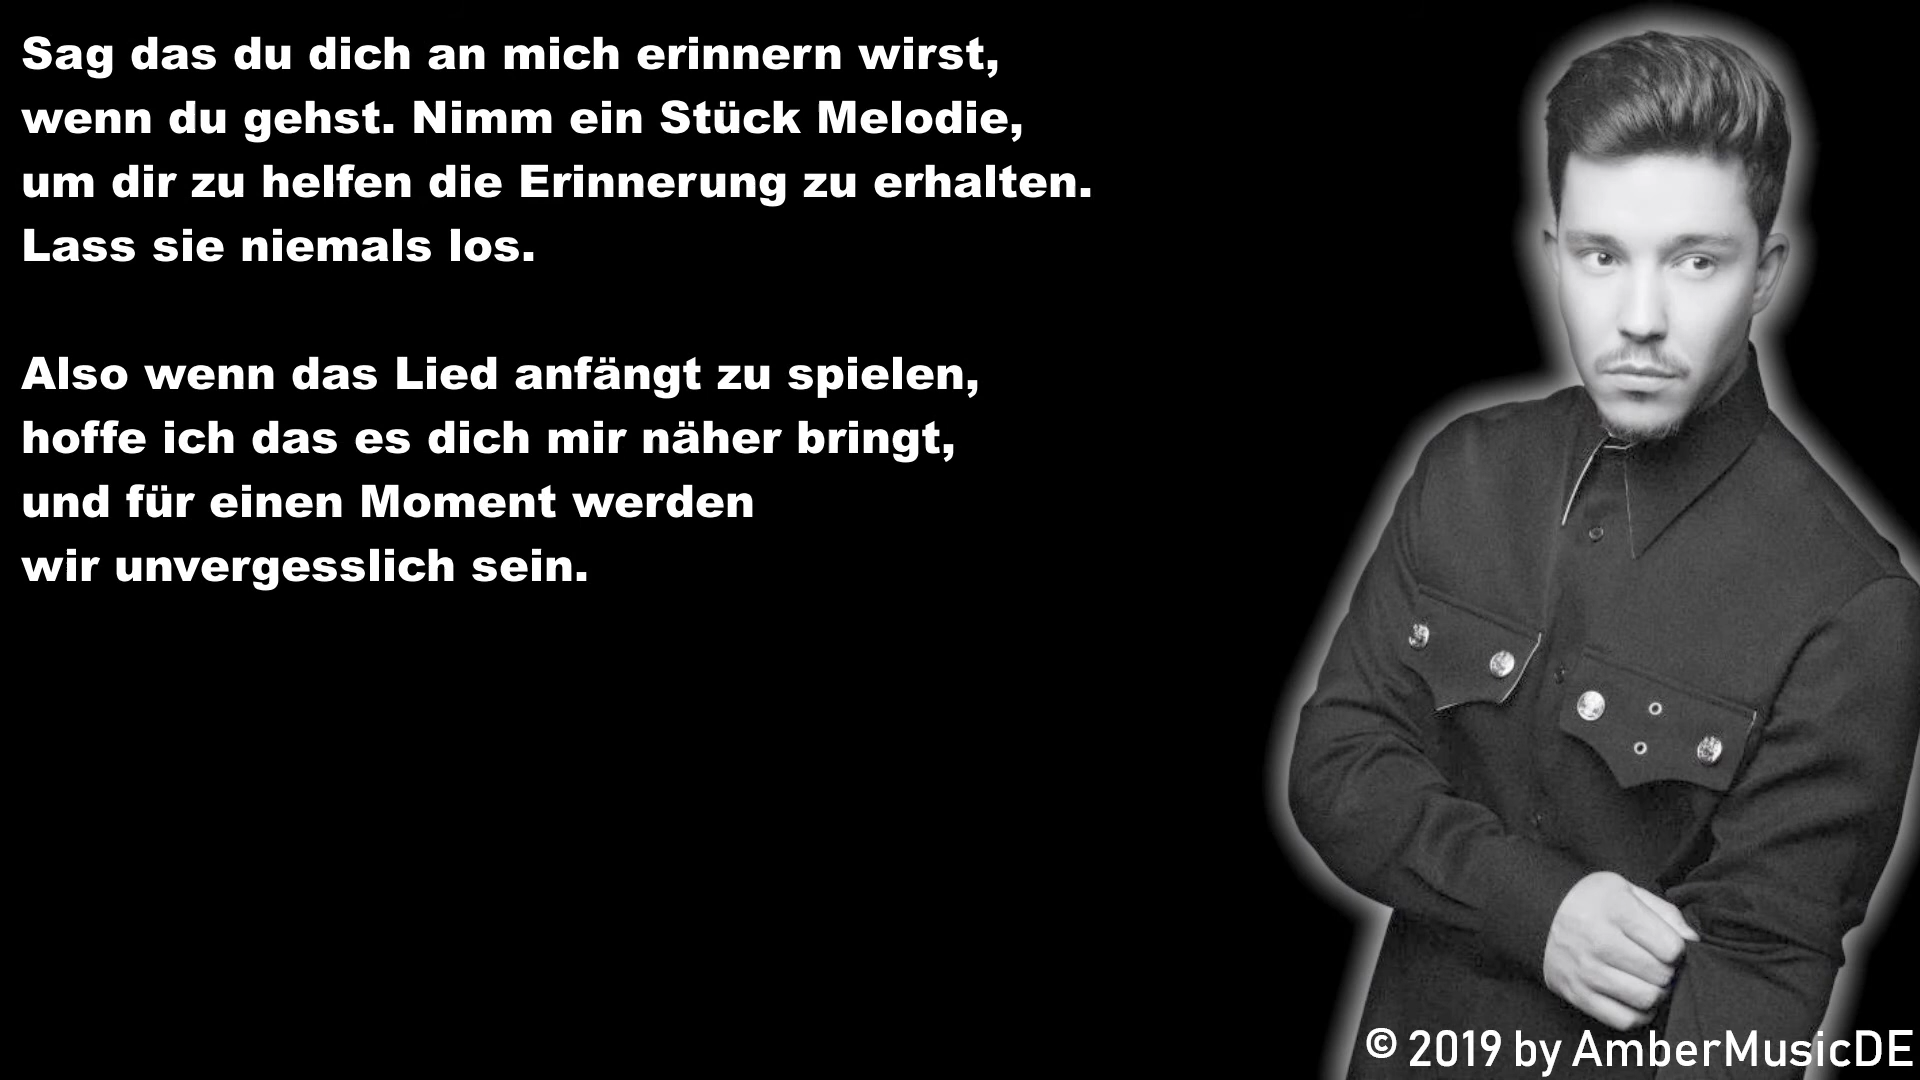 Sag das du dich an mich erinnern wirst,
wenn du gehst. Nimm ein Stück Melodie,
um dir zu helfen die Erinnerung zu erhalten.
Lass sie niemals los.
Also wenn das Lied anfängt zu spielen,
hoffe ich das es dich mir näher bringt,
und für einen Moment werden
wir unvergesslich sein.
© 2019 by AmberMusicDE